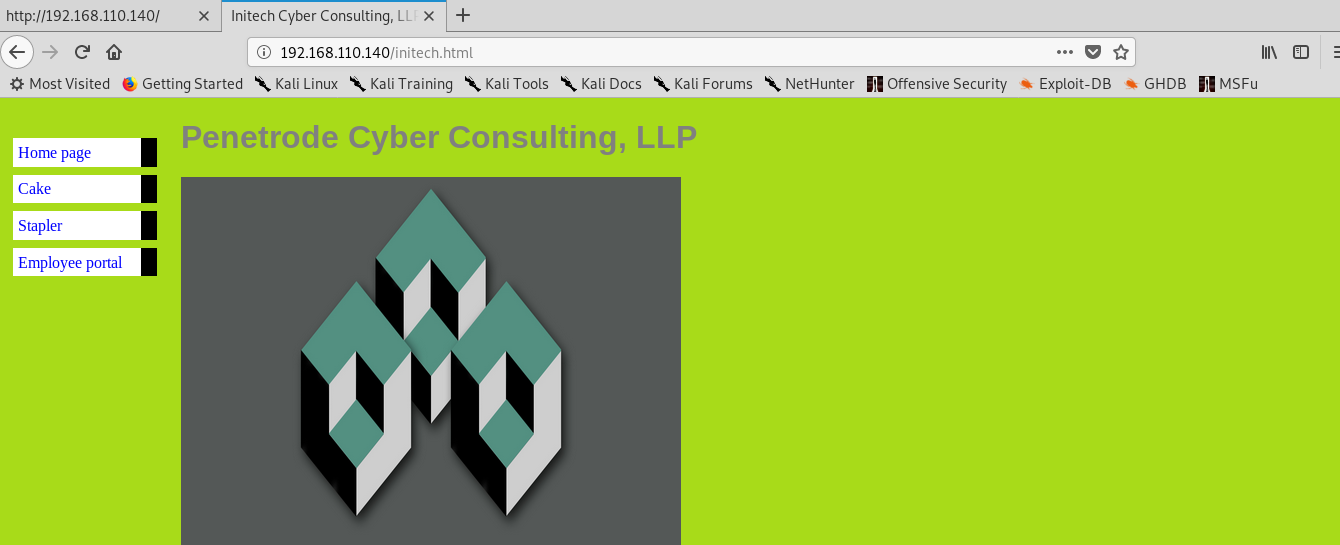 http://192.168.110.140/ Initech Cyber Consulting, LLP
192.168.110.140/initech.html
Most Visited Getting Started Kali Linux Kali Training Kali Tools Kali Docs Kali Forums NetHunter Offensive Security Exploit-DB GHDB MSFu
Penetrode Cyber Consulting, LLP
Home page
Cake
Stapler
Employee portal